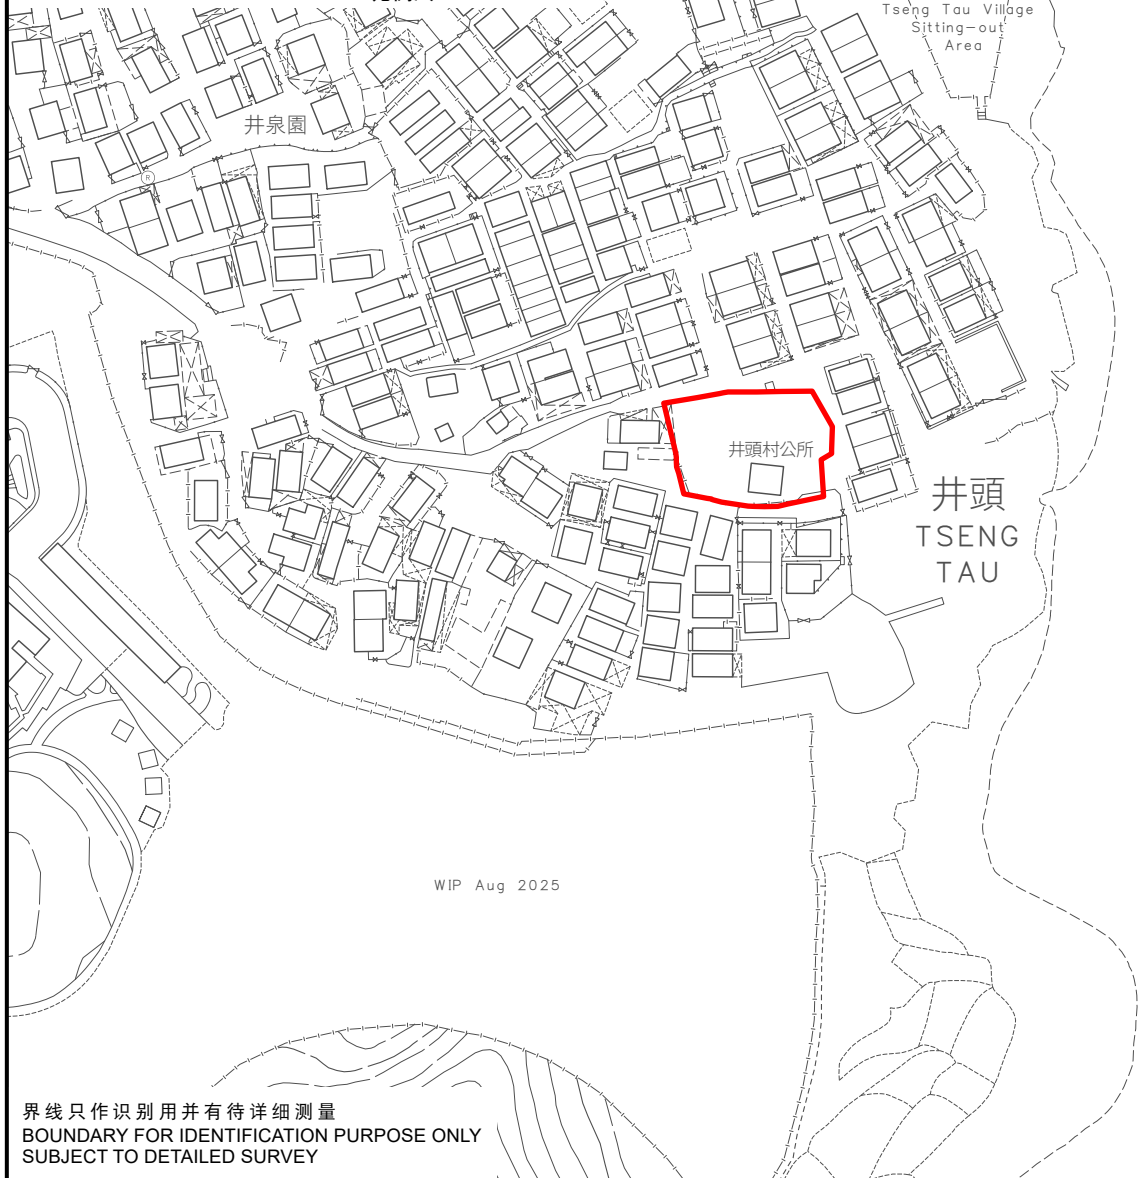 Tseng Tau Village
Sitting-out
Area
井泉園
R
井頭村公所
井頭
TSENG
TAU
WIP Aug 2025
界线只作识别用并有待详细测量
BOUNDARY FOR IDENTIFICATION PURPOSE ONLY
SUBJECT TO DETAILED SURVEY